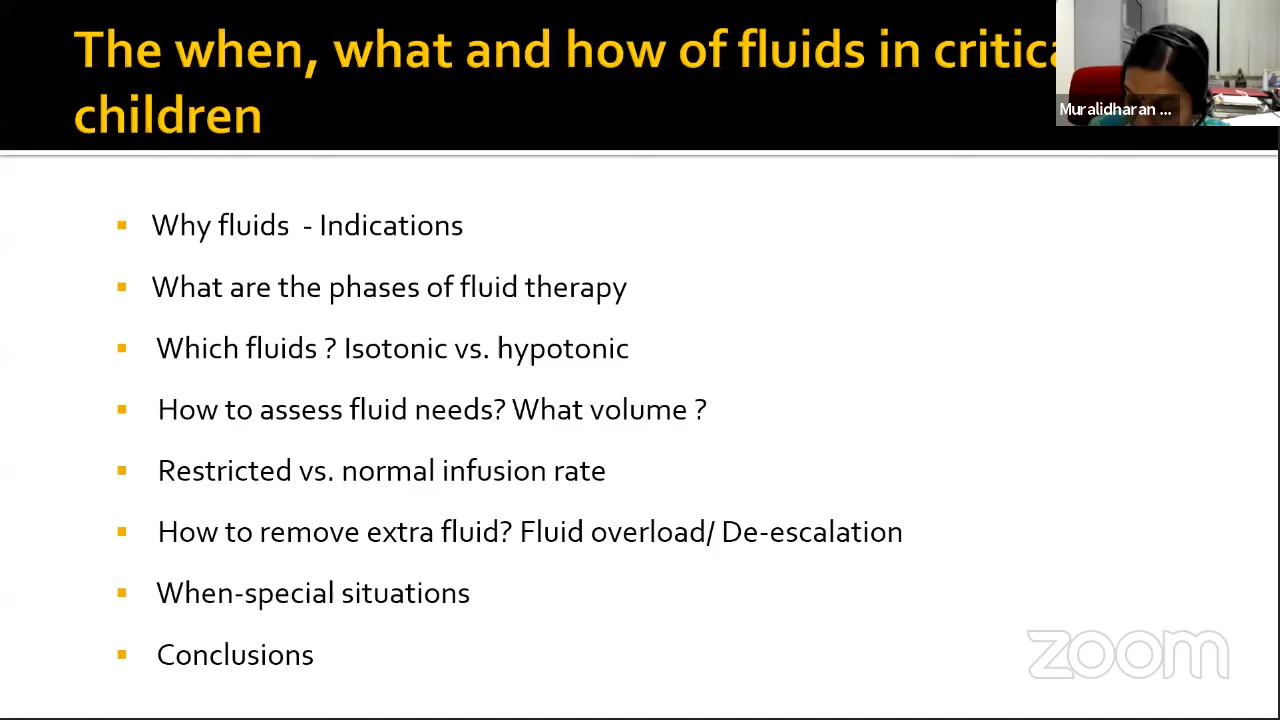 The when, what and how of fluids in critica
children
Muralidharan ...
Why fluids - Indications
What are the phases of fluid therapy
Which fluids ? Isotonic vs. hypotonic
How to assess fluid needs? What volume ?
Restricted vs. normal infusion rate
How to remove extra fluid? Fluid overload/ De-escalation
When-special situations
Conclusions
zoom